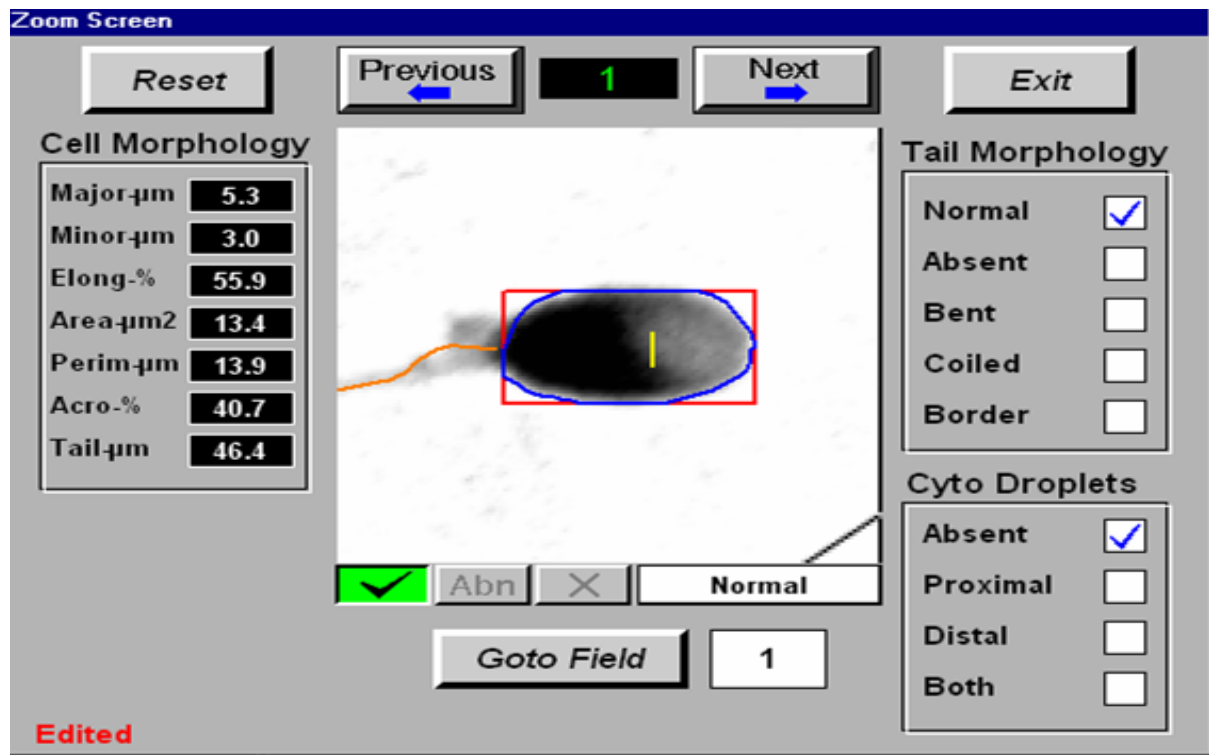 Zoom Screen
Reset
Previous
1
Next
Exit
Cell Morphology
Major-µm 5.3
Minor-µm 3.0
Elong-% 55.9
Area-µm2 13.4
Perim-µm 13.9
Acro-% 40.7
Tail-µm 46.4
Tail Morphology
Normal
Absent
Bent
Coiled
Border
Cyto Droplets
Absent
Proximal
Distal
Both
Abn
Normal
Goto Field 1
Edited